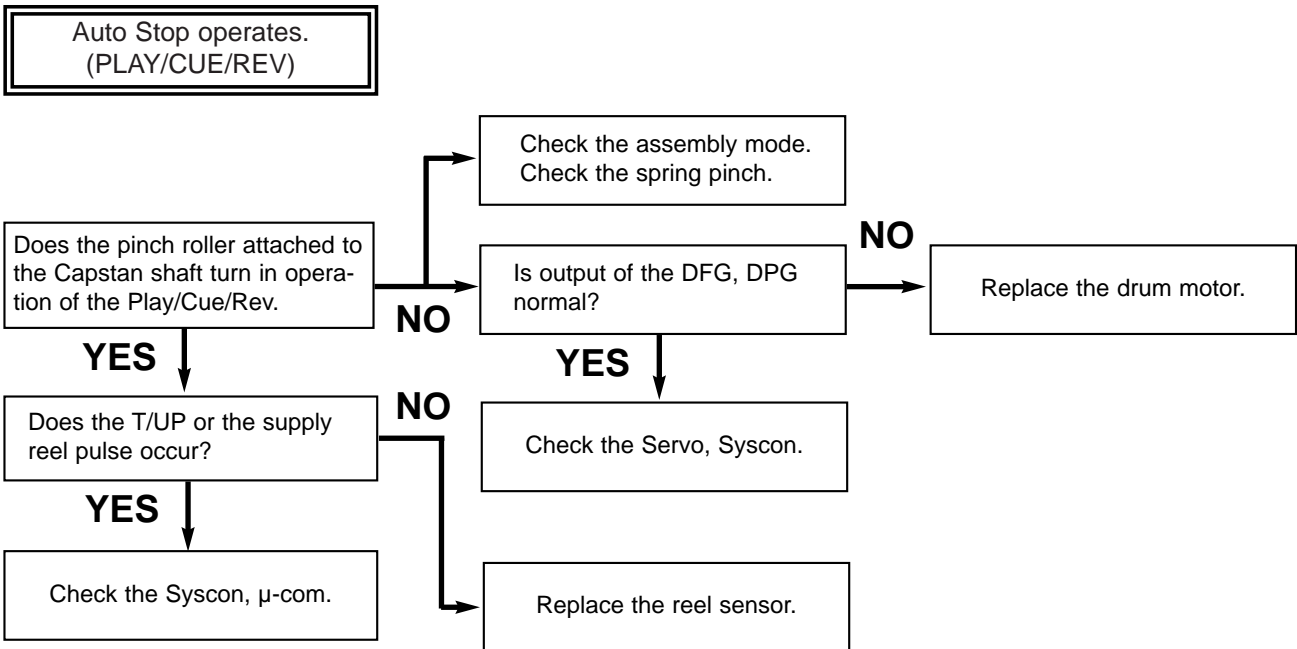 Auto Stop operates.
(PLAY/CUE/REV)
Check the assembly mode.
Check the spring pinch.
Does the pinch roller attached to
the Capstan shaft turn in opera-
tion of the Play/Cue/Rev.
NO
Is output of the DFG, DPG
normal?
NO
Replace the drum motor.
YES
YES
Does the T/UP or the supply
reel pulse occur?
NO
Check the Servo, Syscon.
YES
Check the Syscon, μ-com.
Replace the reel sensor.